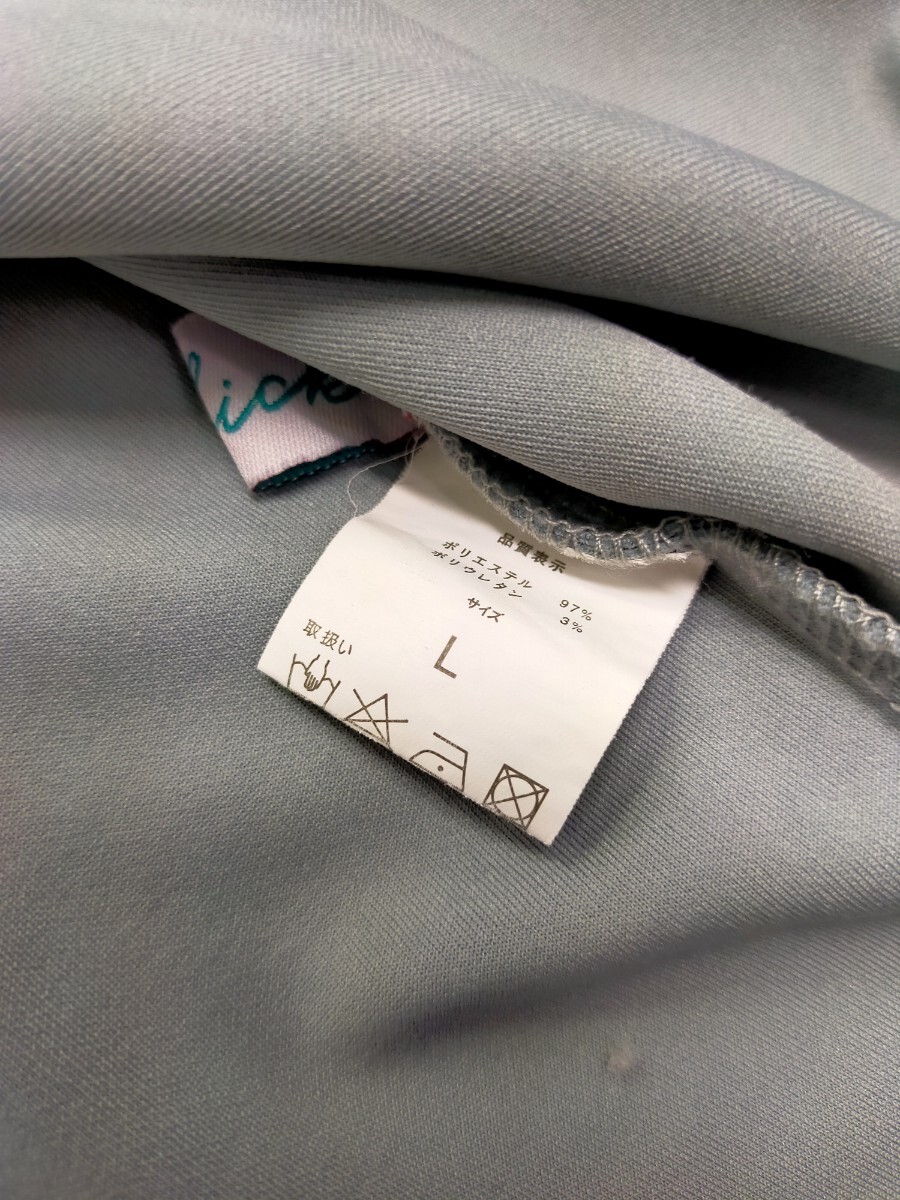 品質表示
ポリエステル 97%
ポリウレタン 3%
サイズ
L
取扱い